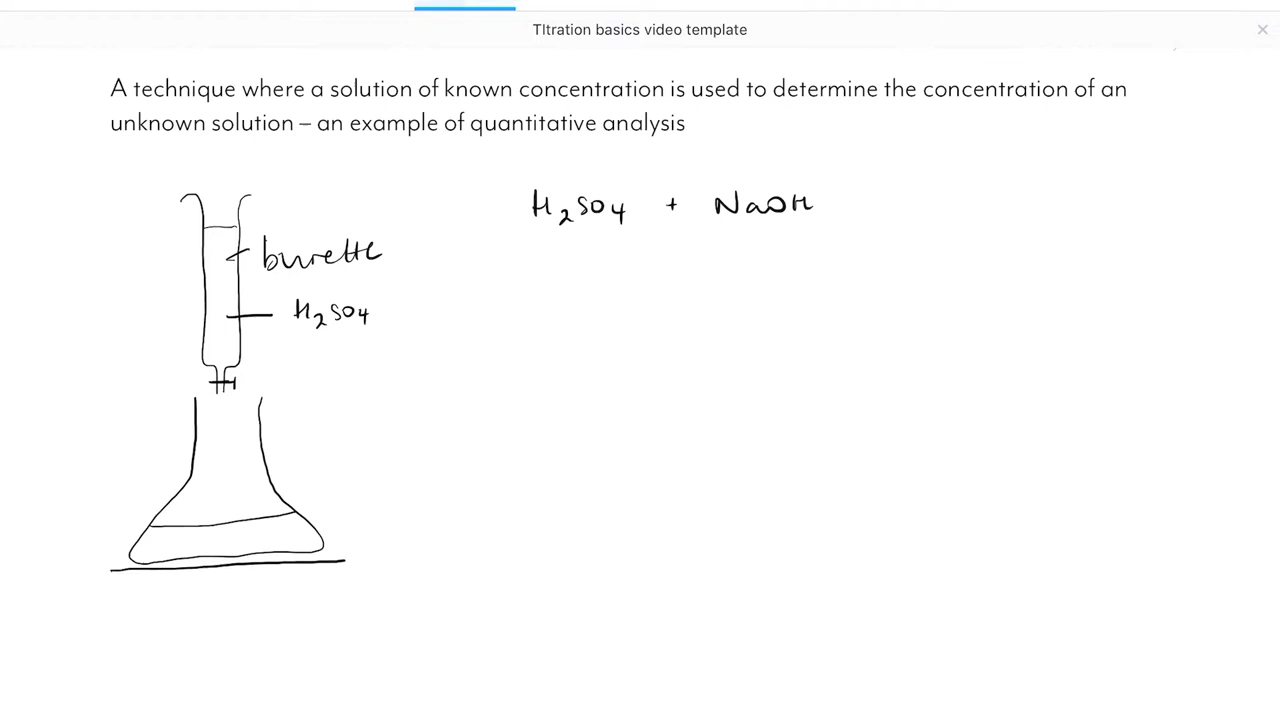 TItration basics video template
A technique where a solution of known concentration is used to determine the concentration of an
unknown solution – an example of quantitative analysis
H₂SO₄ + NaOH
burette
H₂SO₄